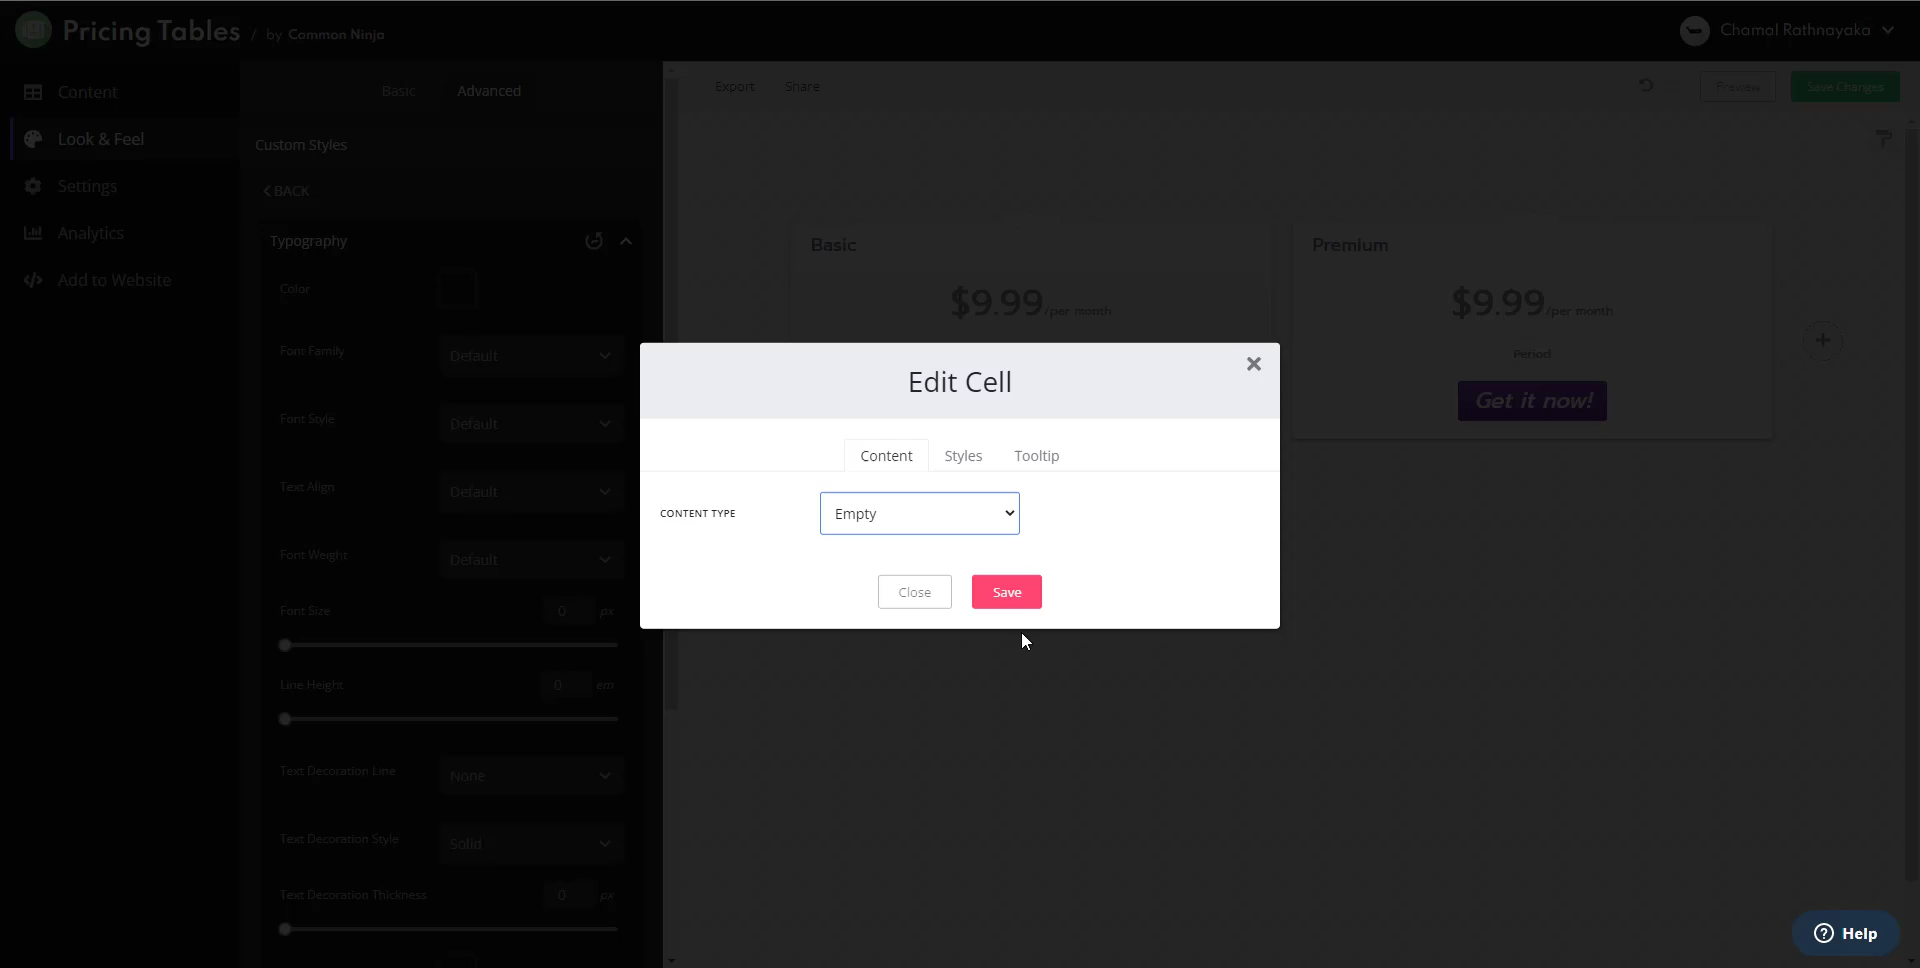 Pricing Tables / by Common Ninja
Chamal Rathnayaka
Content
Look & Feel
Settings
Analytics
Add to Website
Basic
Advanced
Custom Styles
BACK
Typography
Color
Font Family
Default
Font Style
Default
Text Align
Default
Font Weight
Default
Font Size
0 px
Line Height
0 em
Text Decoration Line
None
Text Decoration Style
Solid
Text Decoration Thickness
0 px
Export
Share
Preview
Save Changes
Basic
$9.99 /per month
Premium
$9.99 /per month
Period
Get it now!
Edit Cell
Content
Styles
Tooltip
CONTENT TYPE
Empty
Close
Save
Help